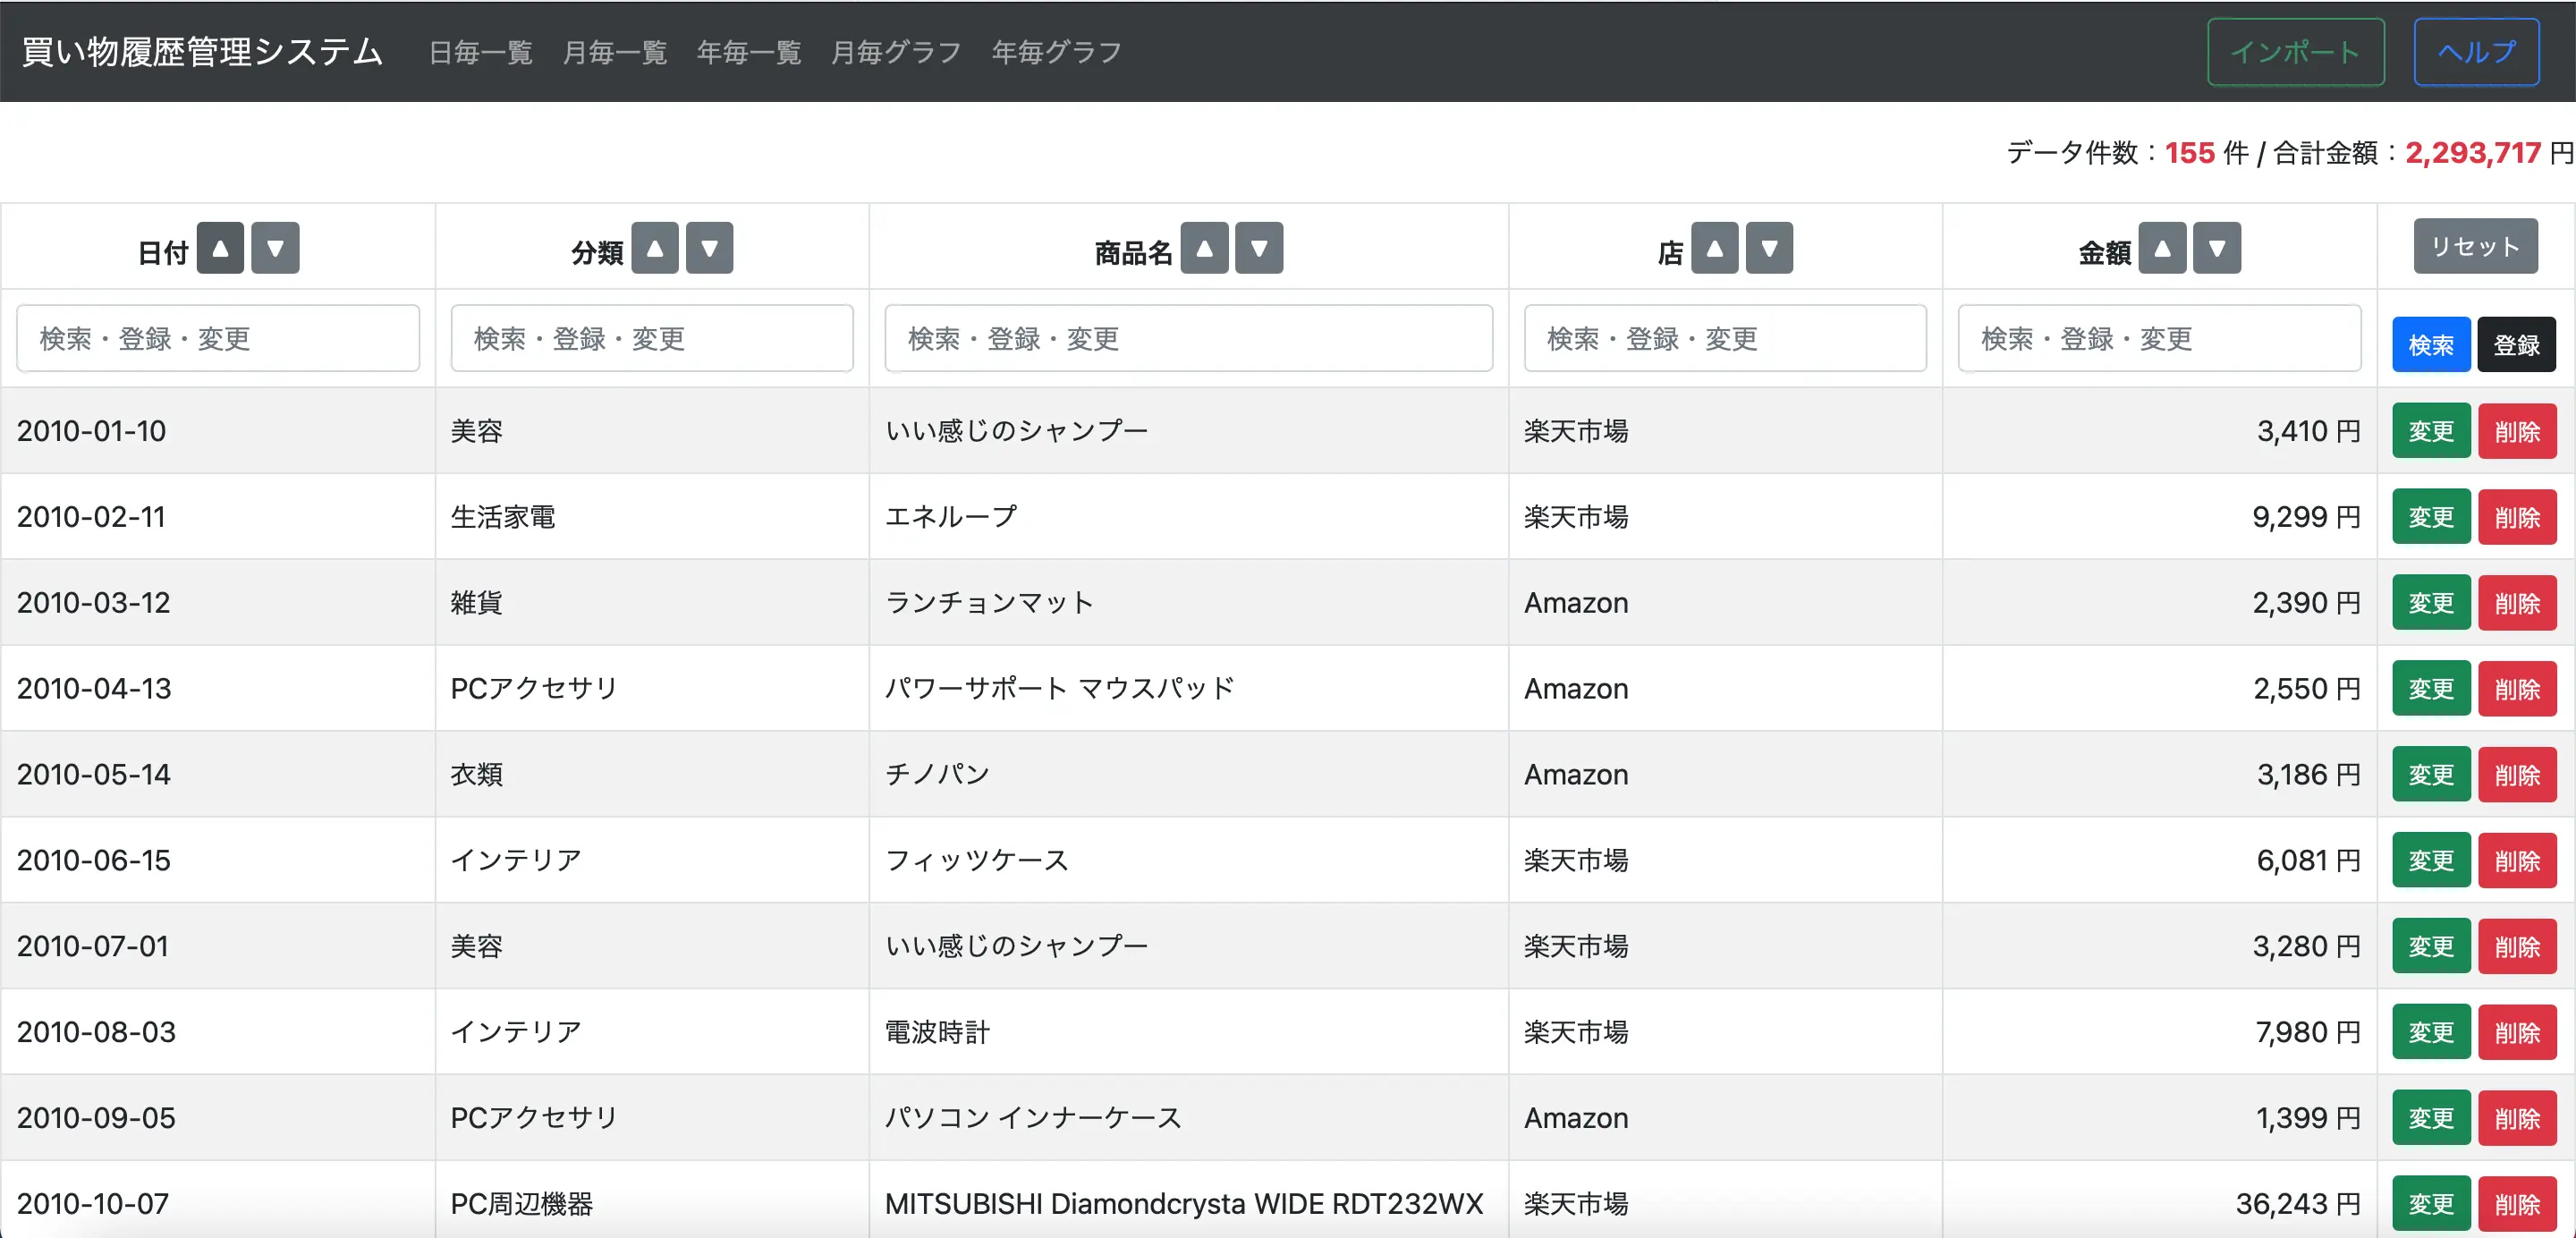 買い物履歴管理システム 日毎一覧 月毎一覧 年毎一覧 月毎グラフ 年毎グラフ インポート ヘルプ
データ件数：155 件 / 合計金額：2,293,717 円
日付 ▲ ▼ 分類 ▲ ▼ 商品名 ▲ ▼ 店 ▲ ▼ 金額 ▲ ▼ リセット
検索・登録・変更 検索・登録・変更 検索・登録・変更 検索・登録・変更 検索・登録・変更 検索 登録
2010-01-10 美容 いい感じのシャンプー 楽天市場 3,410 円 変更 削除
2010-02-11 生活家電 エネループ 楽天市場 9,299 円 変更 削除
2010-03-12 雑貨 ランチョンマット Amazon 2,390 円 変更 削除
2010-04-13 PCアクセサリ パワーサポート マウスパッド Amazon 2,550 円 変更 削除
2010-05-14 衣類 チノパン Amazon 3,186 円 変更 削除
2010-06-15 インテリア フィッツケース 楽天市場 6,081 円 変更 削除
2010-07-01 美容 いい感じのシャンプー 楽天市場 3,280 円 変更 削除
2010-08-03 インテリア 電波時計 楽天市場 7,980 円 変更 削除
2010-09-05 PCアクセサリ パソコン インナーケース Amazon 1,399 円 変更 削除
2010-10-07 PC周辺機器 MITSUBISHI Diamondcrysta WIDE RDT232WX 楽天市場 36,243 円 変更 削除